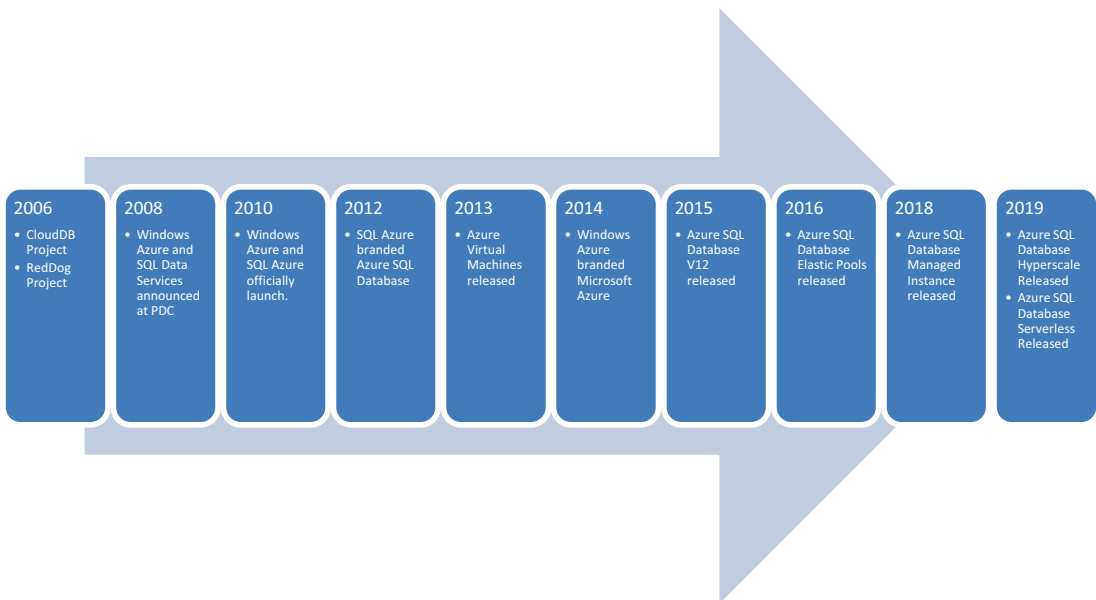 2006
• CloudDB
Project
• RedDog
Project
2008
• Windows
Azure and
SQL Data
Services
announced
at PDC
2010
• Windows
Azure and
SQL Azure
officially
launch.
2012
• SQL Azure
branded
Azure SQL
Database
2013
• Azure
Virtual
Machines
released
2014
• Windows
Azure
branded
Microsoft
Azure
2015
• Azure SQL
Database
V12
released
2016
• Azure SQL
Database
Elastic Pools
released
2018
• Azure SQL
Database
Managed
Instance
released
2019
• Azure SQL
Database
Hyperscale
Released
• Azure SQL
Database
Serverless
Released